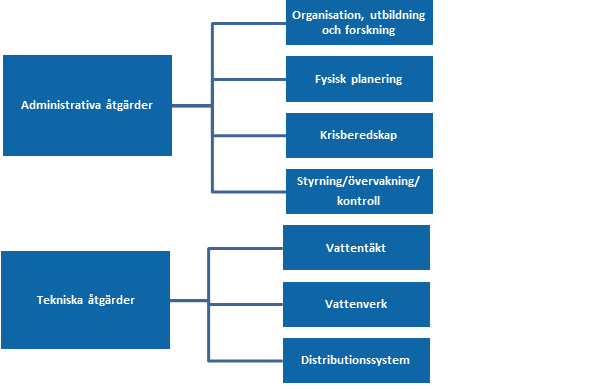 Administrativa åtgärder
Organisation, utbildning
och forskning
Fysisk planering
Krisberedskap
Styrning/övervakning/
kontroll
Tekniska åtgärder
Vattentäkt
Vattenverk
Distributionssystem